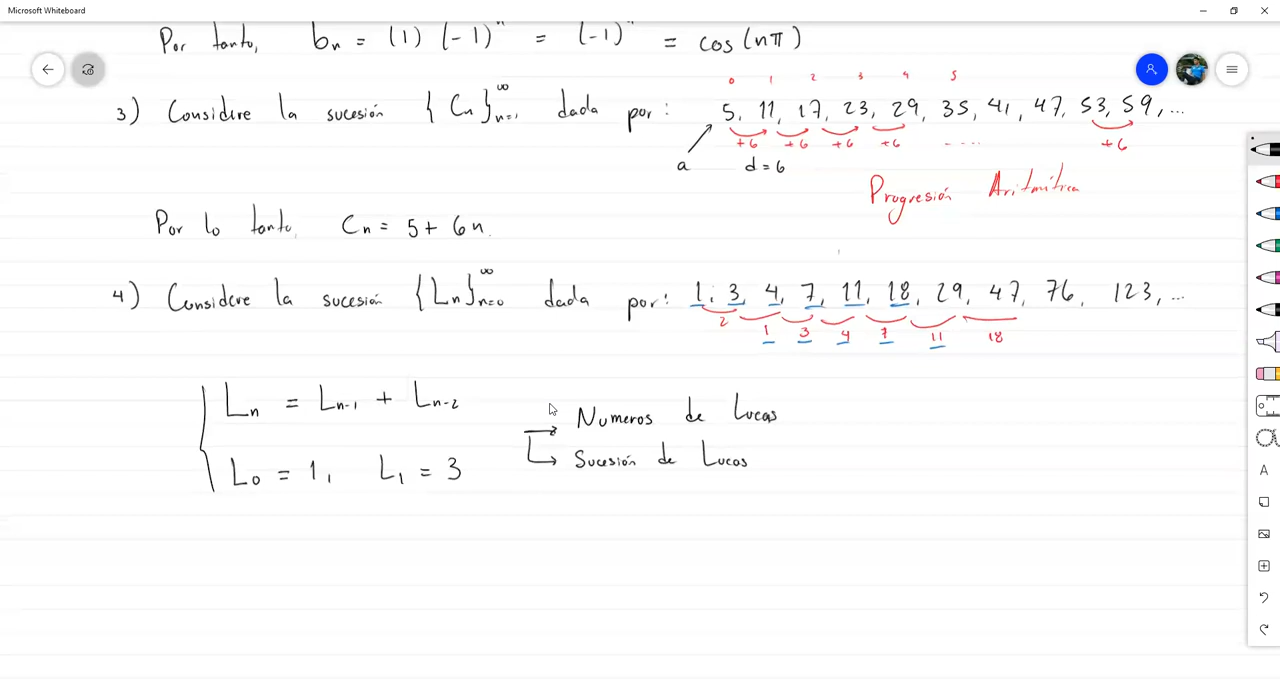 Microsoft Whiteboard
Por tanto, bn = (1) (-1)^n = (-1)^n = cos(nπ)
0 1 2 3 4 5
3) Considere la sucesión {Cn}∞n=1 dada por: 5, 11, 17, 23, 29, 35, 41, 47, 53, 59, ...
+6 +6 +6 +6 ..... +6
a d=6
Progresión Aritmítica
Por lo tanto, Cn = 5+ 6n.
4) Considere la sucesión {Ln}∞n=0 dada por: 1, 3, 4, 7, 11, 18, 29, 47, 76, 123, ...
2 1 3 4 7 11 18
Ln = Ln-1 + Ln-2
Numeros de Lucas
Sucesión de Lucas
L0 = 1, L1 = 3
A